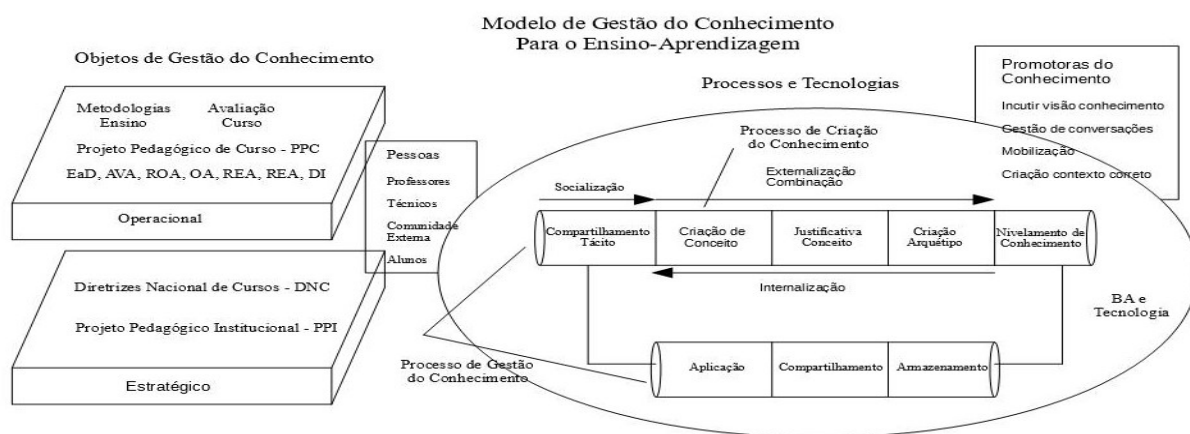 Modelo de Gestão do Conhecimento
Para o Ensino-Aprendizagem
Objetos de Gestão do Conhecimento
Metodologias
Ensino
Avaliação
Curso
Projeto Pedagógico de Curso - PPC
EaD, AVA, ROA, OA, REA, REA, DI
Operacional
Diretrizes Nacional de Cursos - DNC
Projeto Pedagógico Institucional - PPI
Estratégico
Pessoas
Professores
Técnicos
Comunidade
Externa
Alunos
Processos e Tecnologias
Processo de Criação
do Conhecimento
Socialização
Externalização
Combinação
Compartilhamento
Tácito
Criação de
Conceito
Justificativa
Conceito
Criação
Arquétipo
Nivelamento de
Conhecimento
Internalização
BA e
Tecnologia
Processo de Gestão
do Conhecimento
Aplicação
Compartilhamento
Armazenamento
Promotoras do
Conhecimento
Incutir visão conhecimento
Gestão de conversações
Mobilização
Criação contexto correto